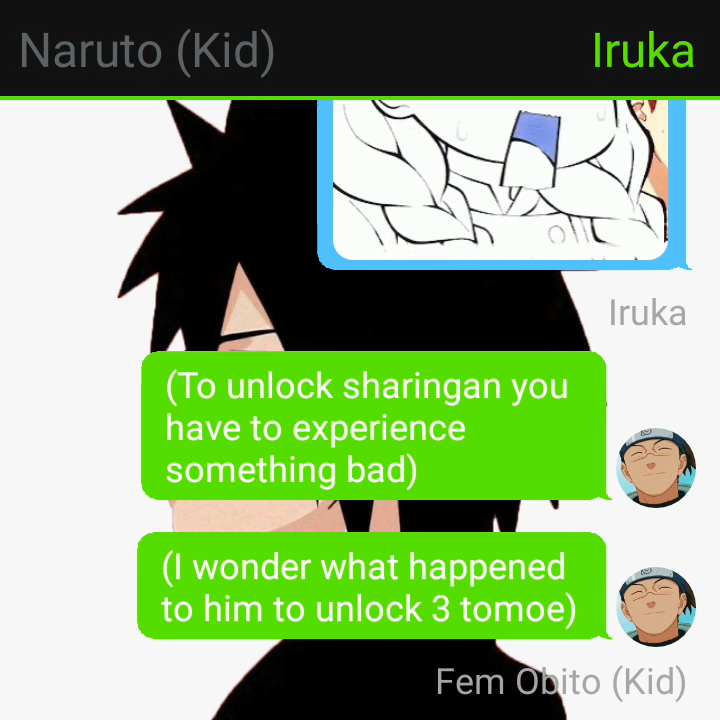 Naruto (Kid) Iruka
Iruka
(To unlock sharingan you
have to experience
something bad)
(I wonder what happened
to him to unlock 3 tomoe)
Fem Obito (Kid)